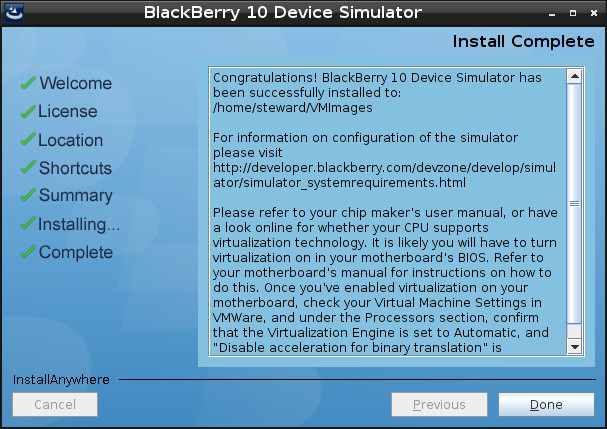 BlackBerry 10 Device Simulator
Install Complete
Welcome
License
Location
Shortcuts
Summary
Installing...
Complete
Congratulations! BlackBerry 10 Device Simulator has
been successfully installed to:
/home/steward/VMImages
For information on configuration of the simulator
please visit
http://developer.blackberry.com/devzone/develop/simul
ator/simulator_systemrequirements.html
Please refer to your chip maker's user manual, or have
a look online for whether your CPU supports
virtualization technology. It is likely you will have to turn
virtualization on in your motherboard's BIOS. Refer to
your motherboard's manual for instructions on how to
do this. Once you've enabled virtualization on your
motherboard, check your Virtual Machine Settings in
VMWare, and under the Processors section, confirm
that the Virtualization Engine is set to Automatic, and
"Disable acceleration for binary translation" is
InstallAnywhere
Cancel
Previous
Done